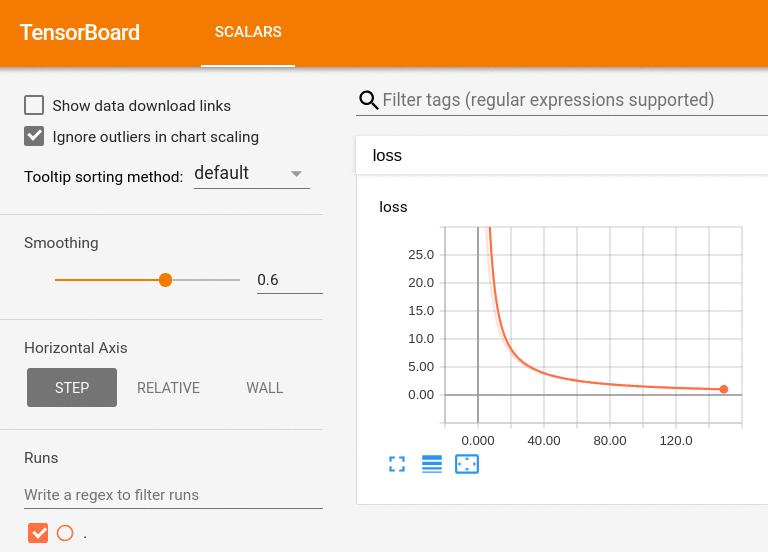 TensorBoard SCALARS
Show data download links
Ignore outliers in chart scaling
Tooltip sorting method: default
Smoothing
0.6
Horizontal Axis
STEP RELATIVE WALL
Runs
Write a regex to filter runs
.
Filter tags (regular expressions supported)
loss
loss
25.0
20.0
15.0
10.0
5.00
0.00
0.000 40.00 80.00 120.0